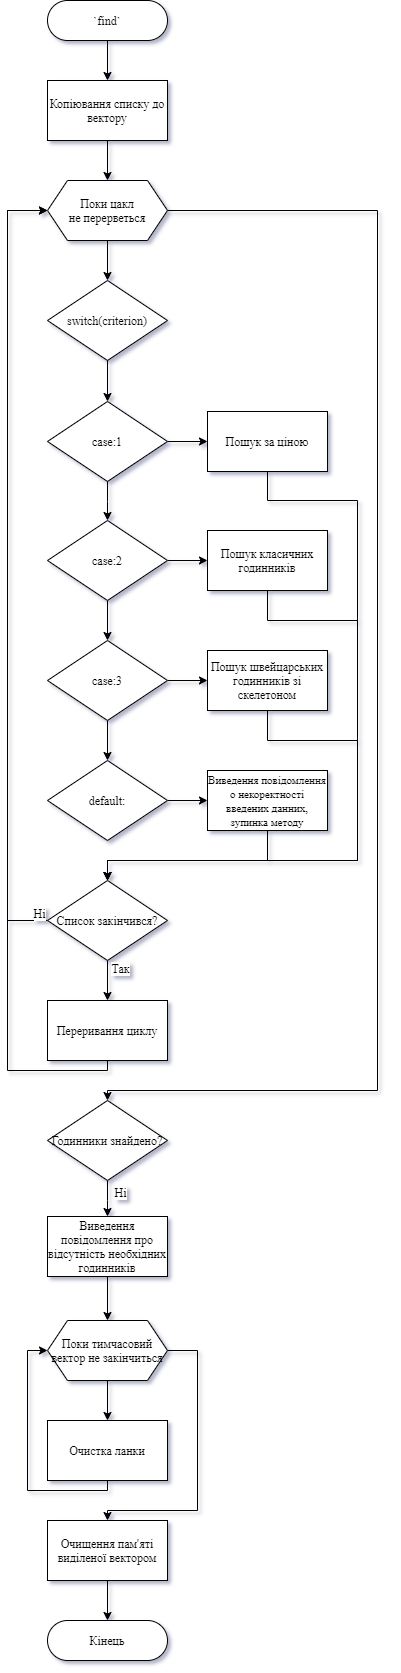 `find`
Копіювання списку до
вектору
Поки цакл
не перерветься
switch(criterion)
case:1
Пошук за ціною
case:2
Пошук класичних
годинників
case:3
Пошук швейцарських
годинників зі
скелетоном
default:
Виведення повідомлення
о некоректності
введених данних,
зупинка методу
Ні
Список закінчився?
Так
Переривання циклу
Годинники знайдено?
Ні
Виведення
повідомлення про
відсутність необхідних
годинників
Поки тимчасовий
вектор не закінчиться
Очистка ланки
Очищення пам'яті
виділеної вектором
Кінець